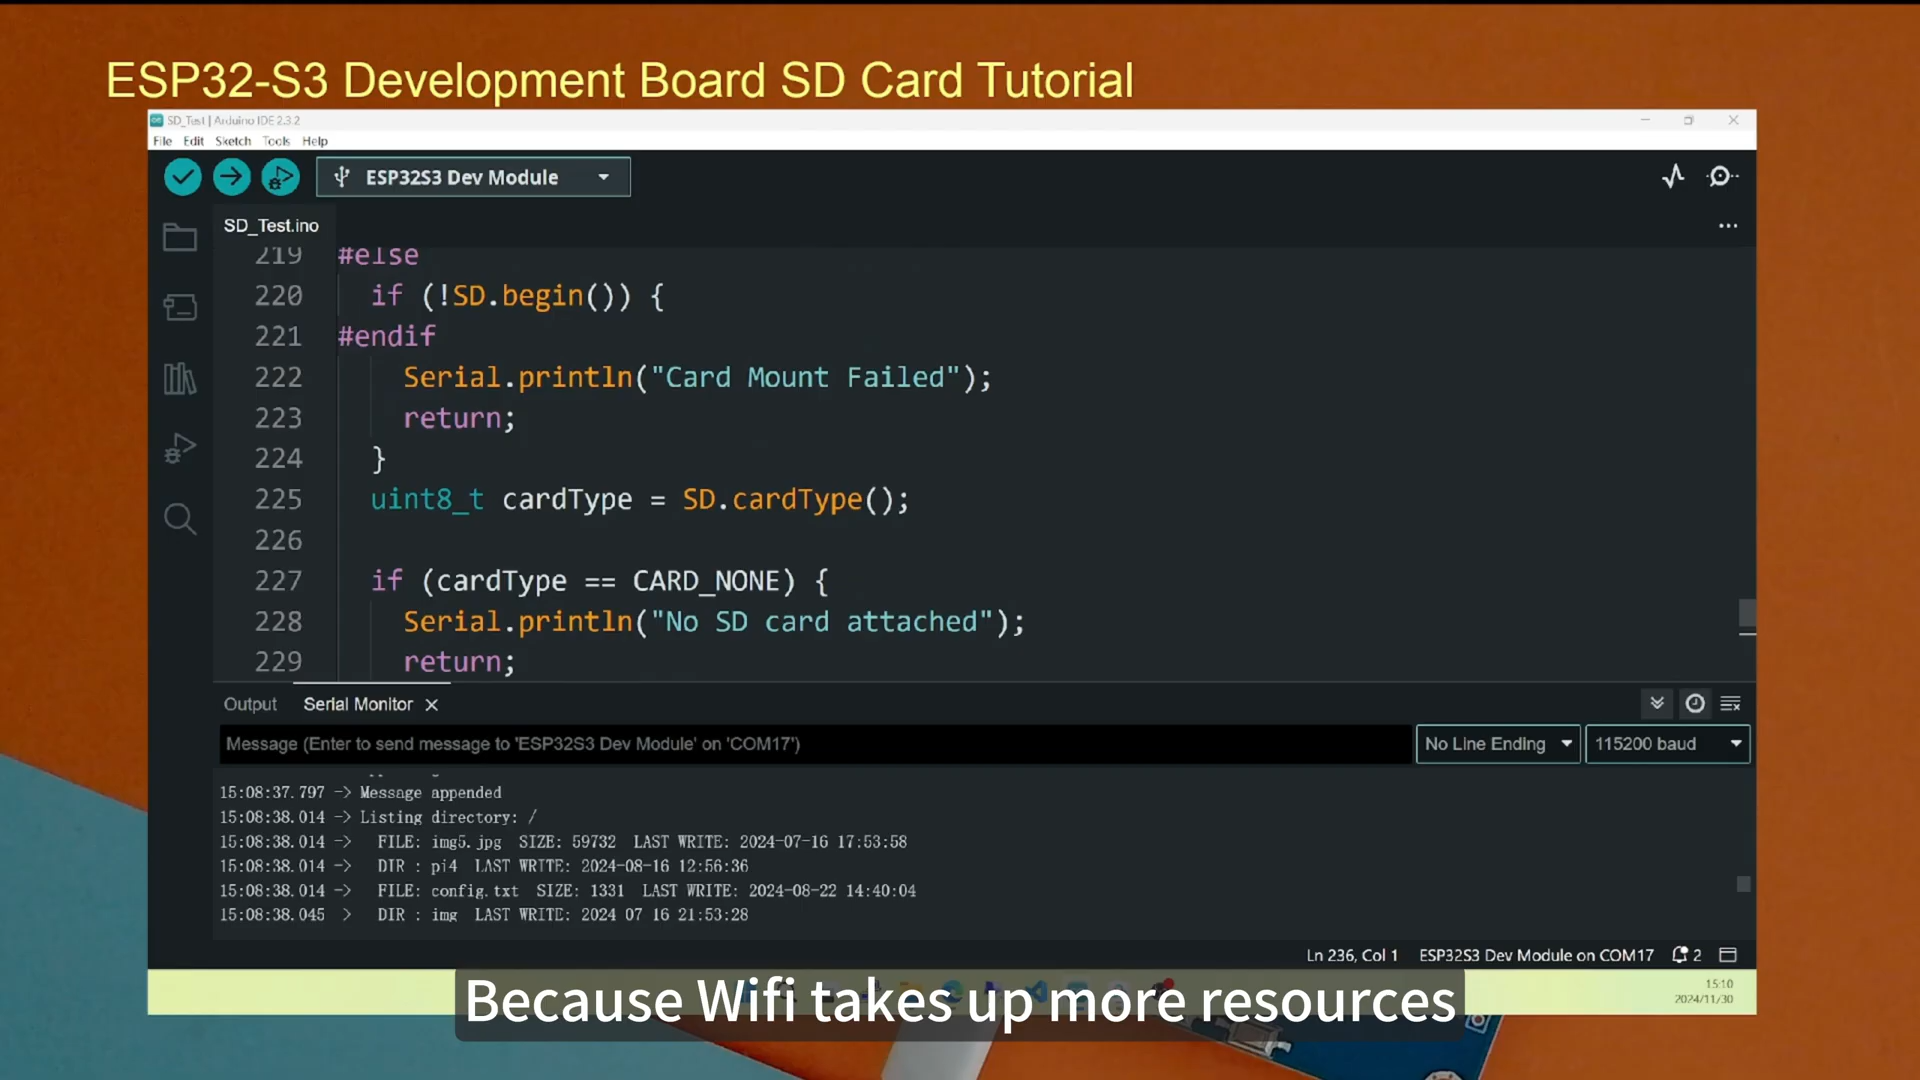 ESP32-S3 Development Board SD Card Tutorial
SD_Test | Arduino IDE 2.3.2
File Edit Sketch Tools Help
ESP32S3 Dev Module
SD_Test.ino
219 #else
220 if (!SD.begin()) {
221 #endif
222 Serial.println("Card Mount Failed");
223 return;
224 }
225 uint8_t cardType = SD.cardType();
226
227 if (cardType == CARD_NONE) {
228 Serial.println("No SD card attached");
229 return;
Output Serial Monitor
Message (Enter to send message to 'ESP32S3 Dev Module' on 'COM17')
No Line Ending 115200 baud
15:08:37.797 -> Message appended
15:08:38.014 -> Listing directory: /
15:08:38.014 -> FILE: img5.jpg SIZE: 59732 LAST WRITE: 2024-07-16 17:53:58
15:08:38.014 -> DIR : pi4 LAST WRITE: 2024-08-16 12:56:36
15:08:38.014 -> FILE: config.txt SIZE: 1331 LAST WRITE: 2024-08-22 14:40:04
15:08:38.045 > DIR : img LAST WRITE: 2024 07 16 21:53:28
Ln 236, Col 1 ESP32S3 Dev Module on COM17 2
15:10
2024/11/30
Because Wifi takes up more resources